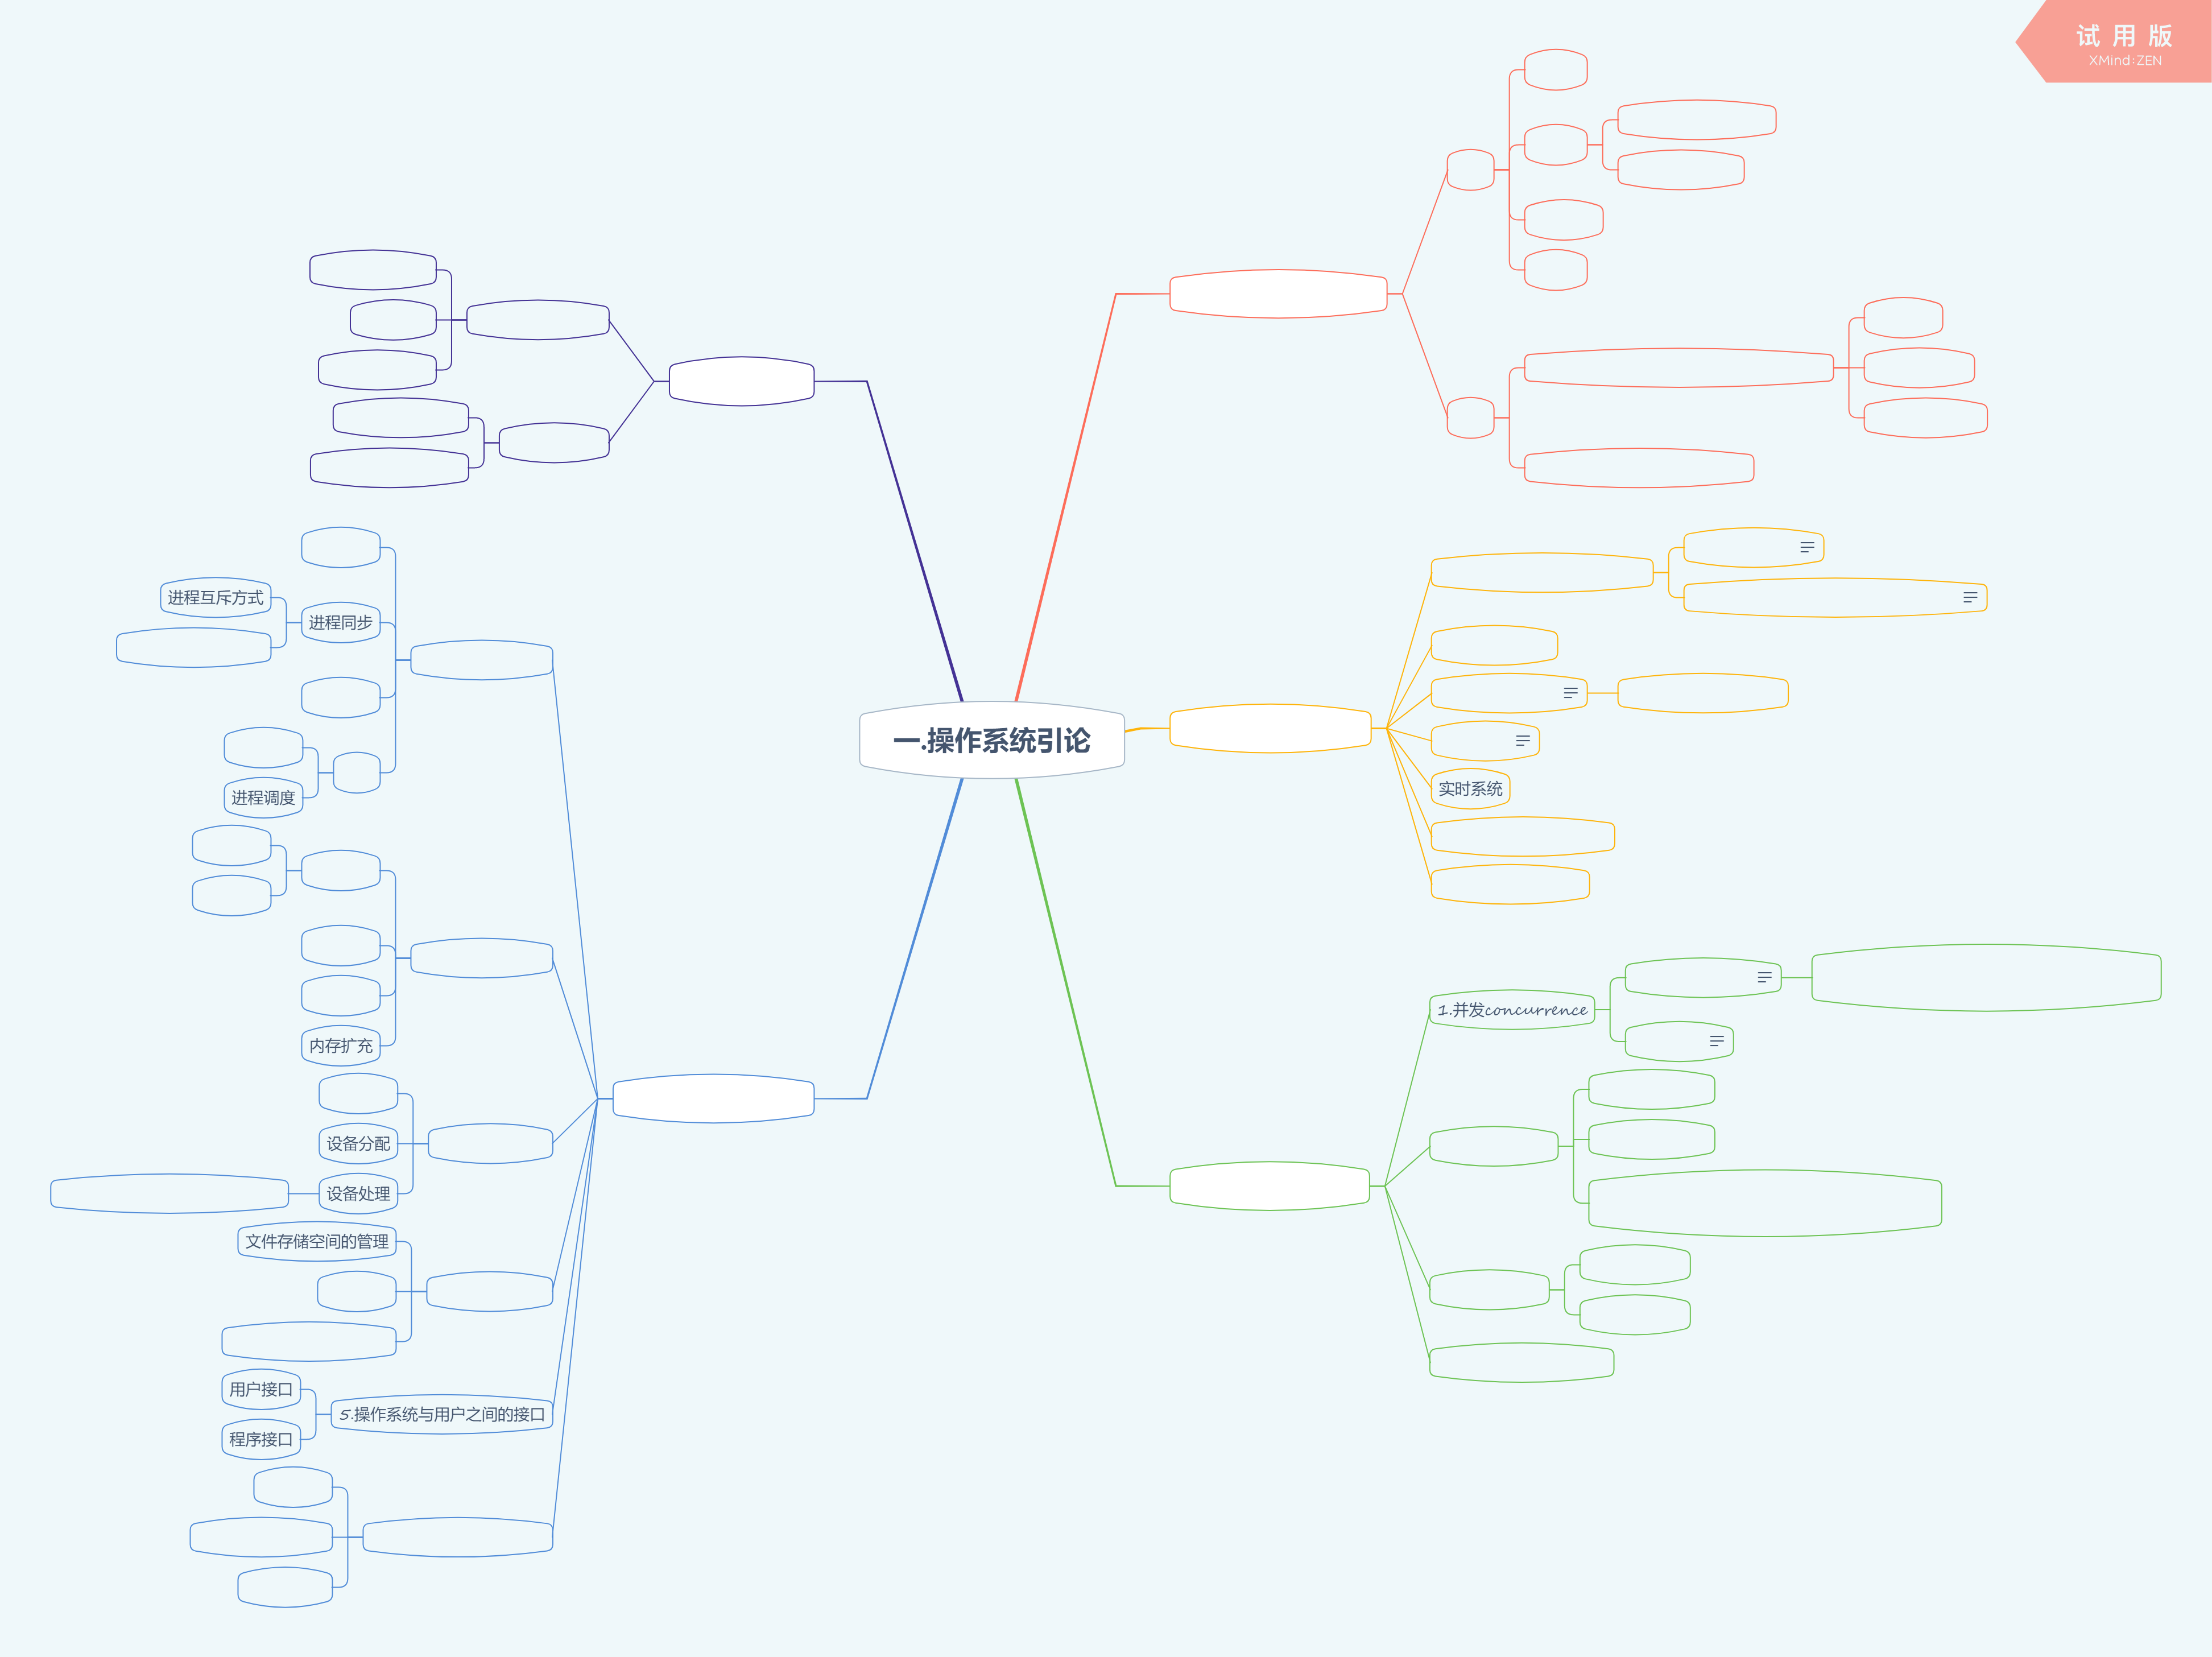 试用版
XMind:ZEN
一.操作系统引论
实时系统
1.并发concurrence
进程互斥方式
进程同步
进程调度
内存扩充
设备分配
设备处理
文件存储空间的管理
用户接口
5.操作系统与用户之间的接口
程序接口